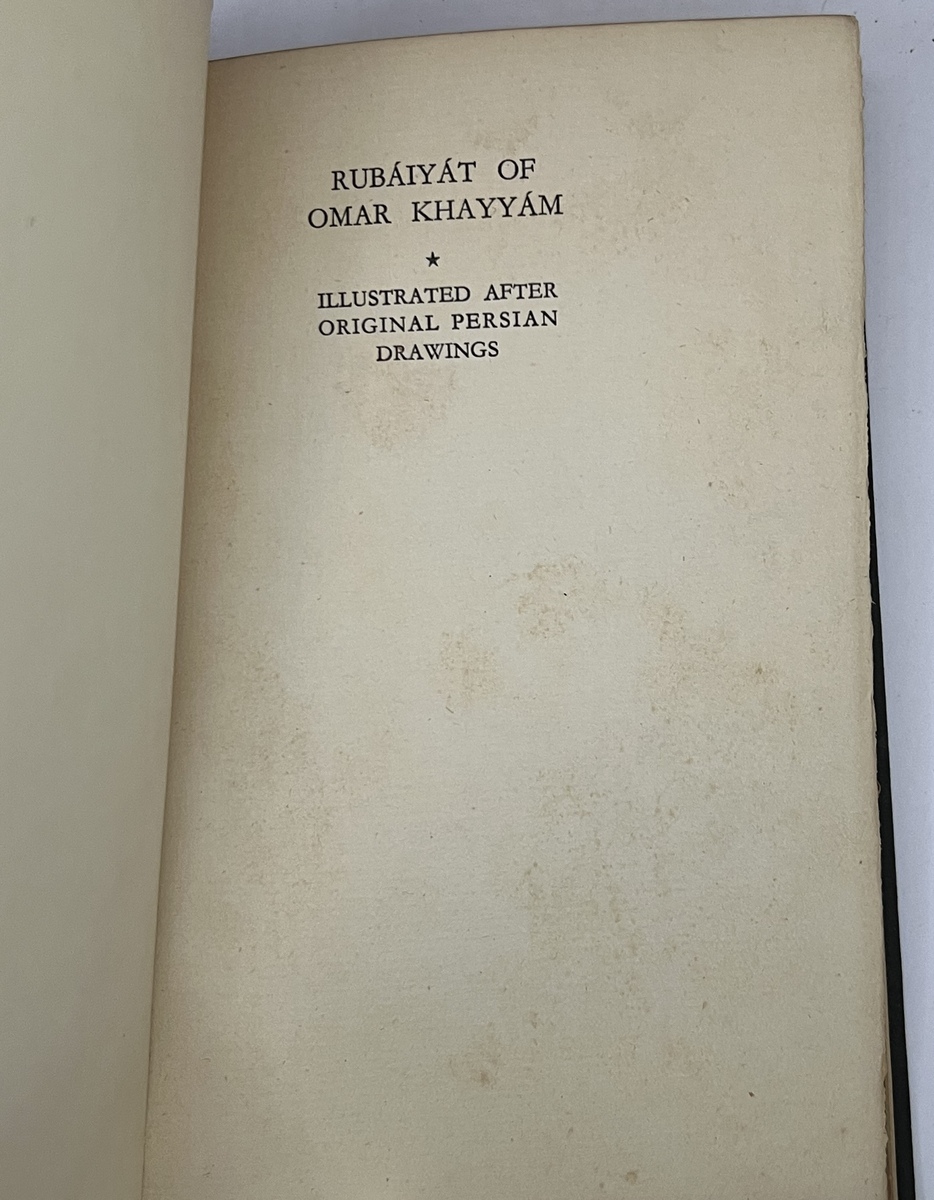 RUBÁIYÁT OF
OMAR KHAYYÁM
★
ILLUSTRATED AFTER
ORIGINAL PERSIAN
DRAWINGS